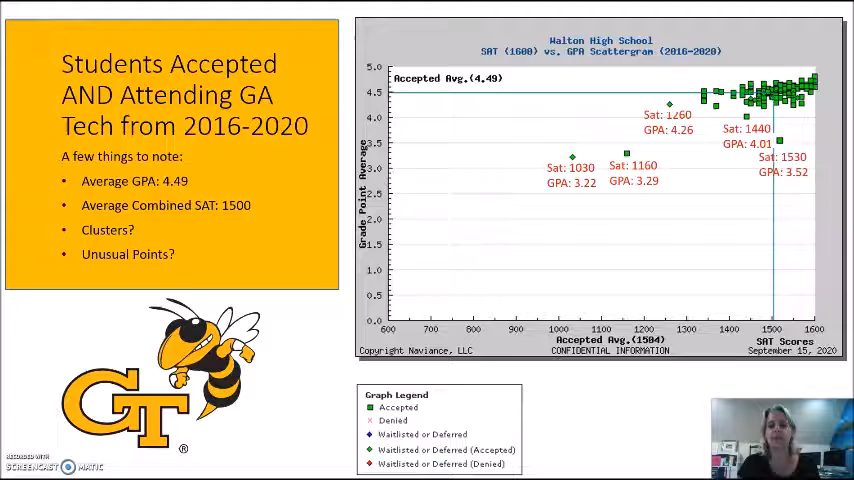 Students Accepted
AND Attending GA
Tech from 2016-2020
A few things to note:
• Average GPA: 4.49
• Average Combined SAT: 1500
• Clusters?
• Unusual Points?
GT
®
RECORDED WITH
SCREENCAST MATIC
Walton High School
SAT (1600) vs. GPA Scattergram (2016-2020)
Grade Point Average
5.0
4.5
4.0
3.5
3.0
2.5
2.0
1.5
1.0
0.5
0.0
Accepted Avg.(4.49)
Sat: 1260
GPA: 4.26
Sat: 1440
GPA: 4.01
Sat: 1530
GPA: 3.52
Sat: 1030
GPA: 3.22
Sat: 1160
GPA: 3.29
600 700 800 900 1000 1100 1200 1300 1400 1500 1600
Accepted Avg.(1504) SAT Scores
Copyright Naviance, LLC CONFIDENTIAL INFORMATION September 15, 2020
Graph Legend
Accepted
Denied
Waitlisted or Deferred
Waitlisted or Deferred (Accepted)
Waitlisted or Deferred (Denied)